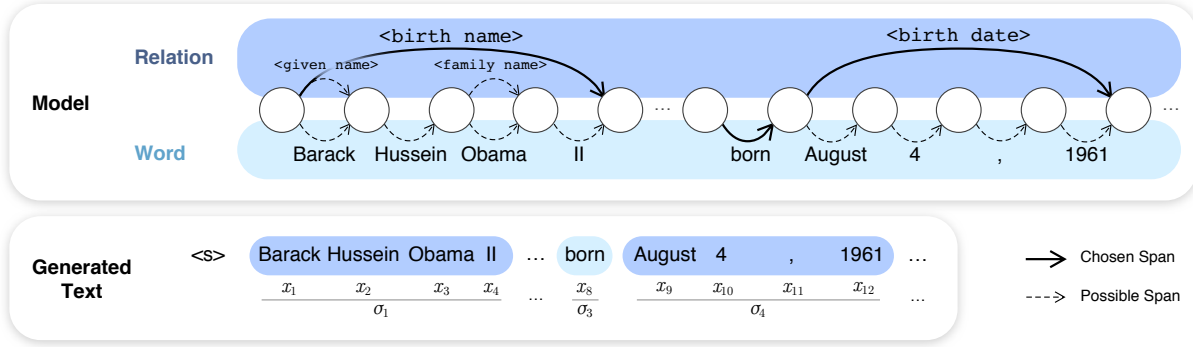 <birth name>
<birth date>
Relation
<given name>
<family name>
Model
... ...
Word
Barack Hussein Obama II born August 4 , 1961
Generated Text
<s> Barack Hussein Obama II ... born August 4 , 1961 ...
x1 x2 x3 x4 ... x8 x9 x10 x11 x12 ...
σ1 σ3 σ4
Chosen Span
Possible Span